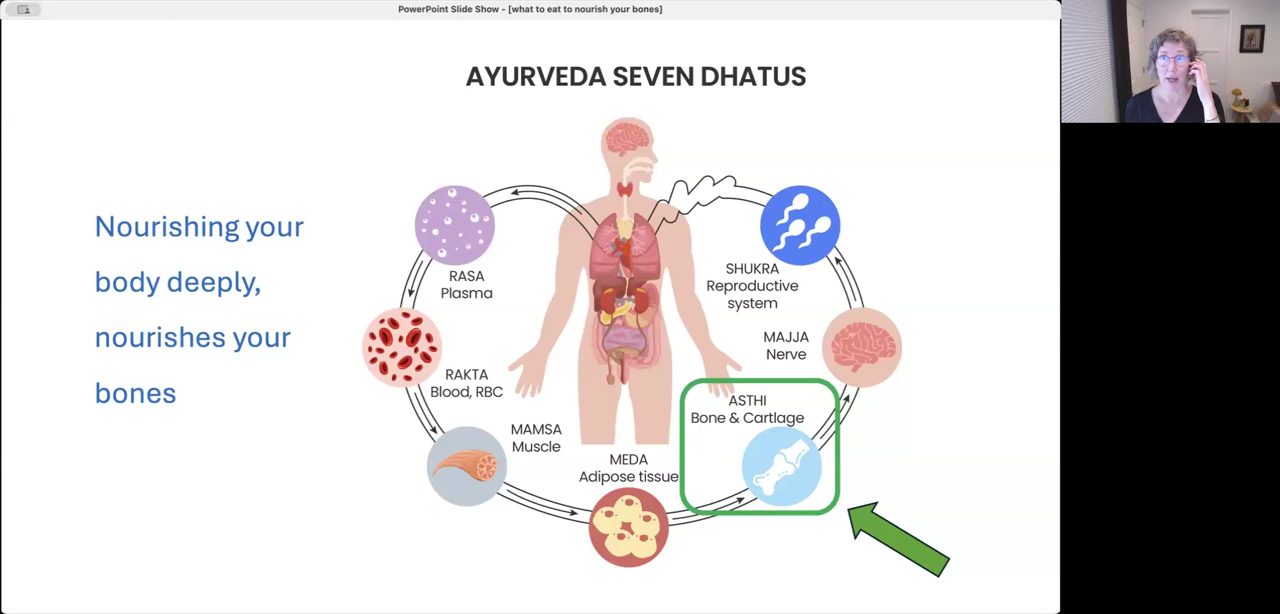 PowerPoint Slide Show - [what to eat to nourish your bones]
AYURVEDA SEVEN DHATUS
Nourishing your
body deeply,
nourishes your
bones
RASA
Plasma
RAKTA
Blood, RBC
MAMSA
Muscle
MEDA
Adipose tissue
ASTHI
Bone & Cartlage
MAJJA
Nerve
SHUKRA
Reproductive
system